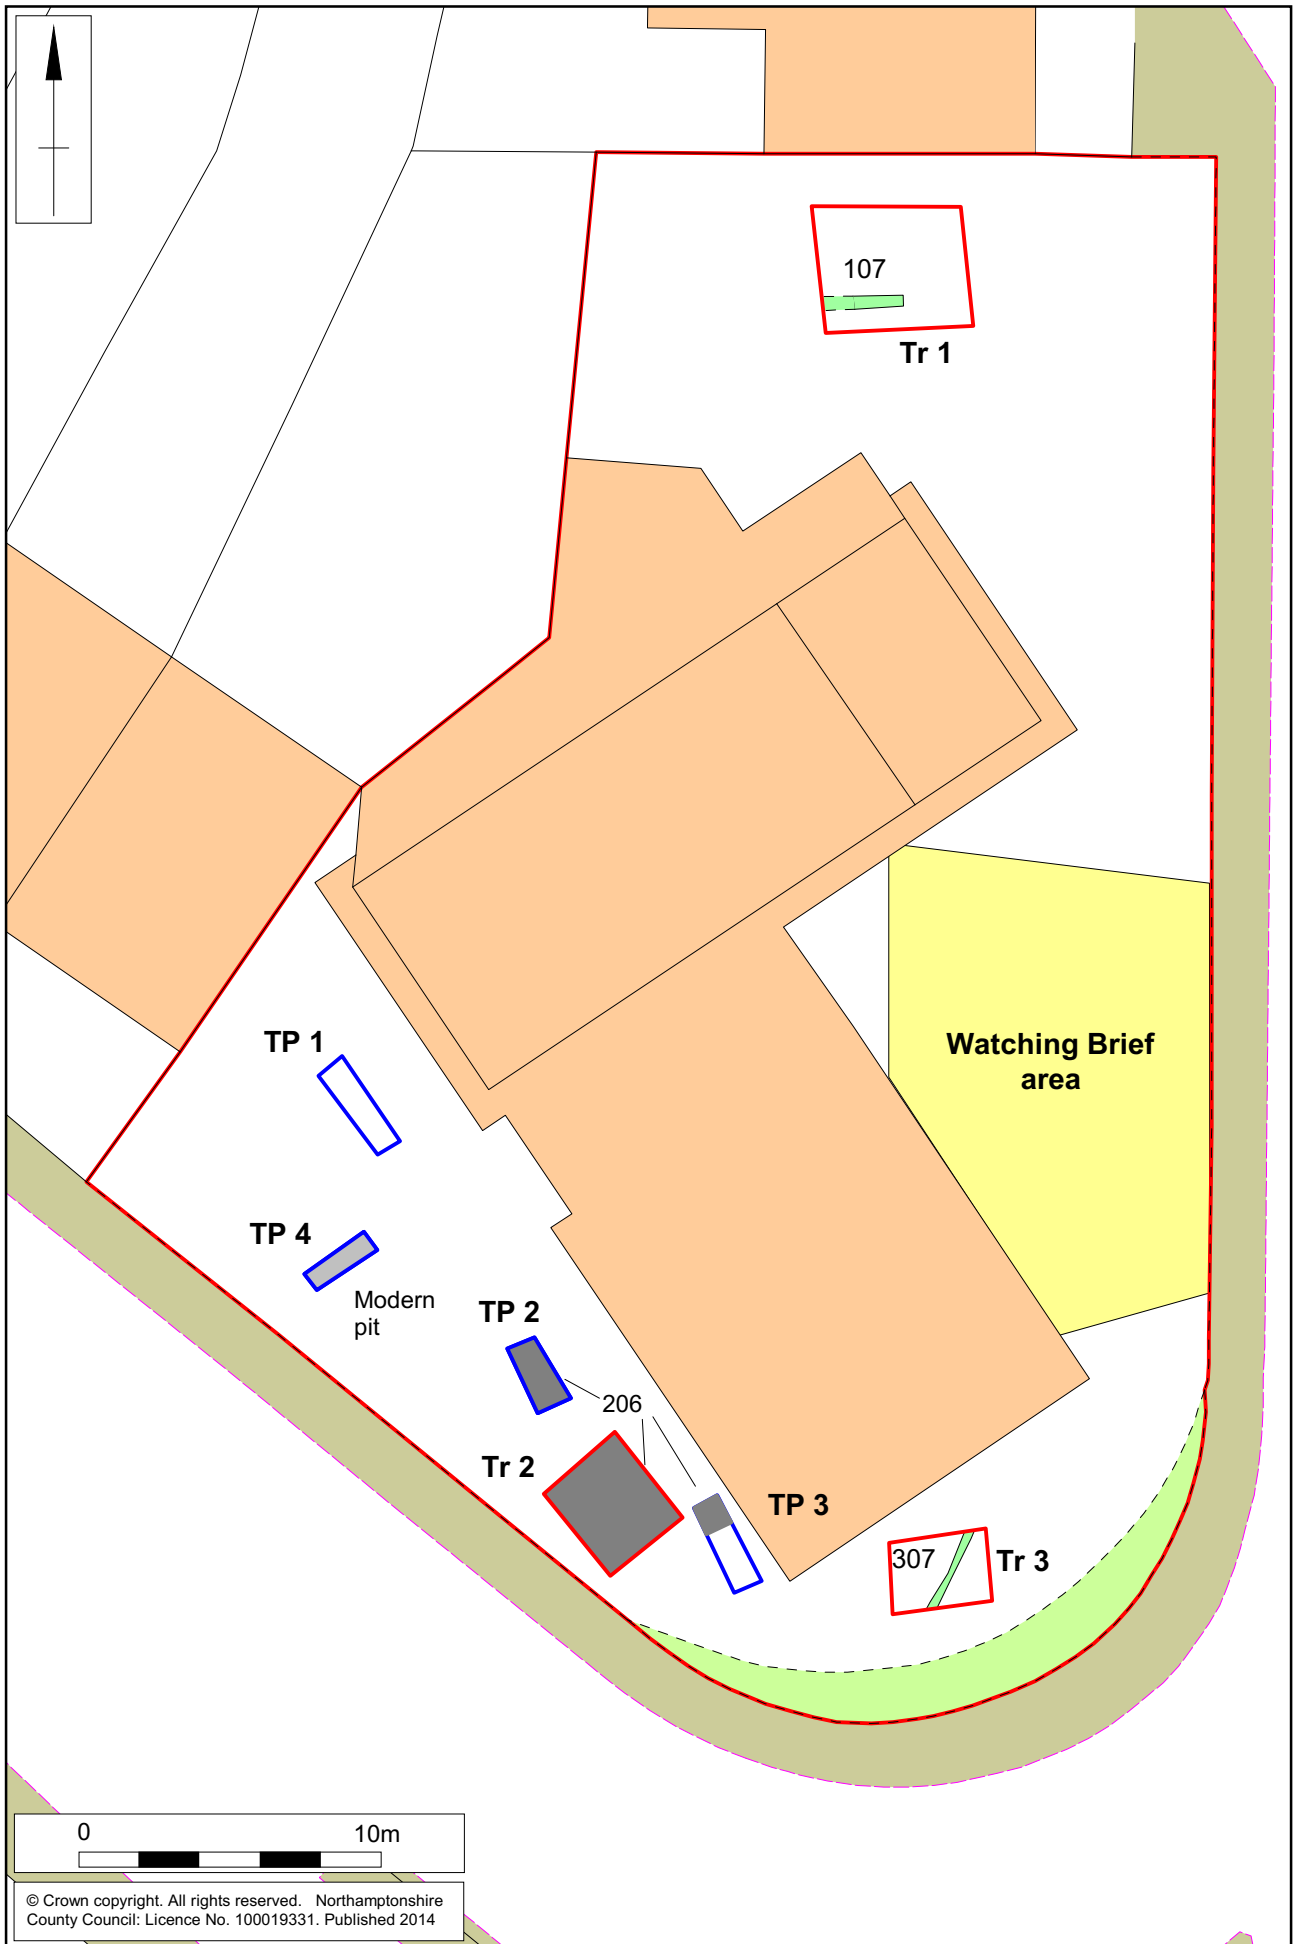 107
Tr 1
Watching Brief
area
TP 1
TP 4
Modern
pit
TP 2
206
Tr 2
TP 3
307
Tr 3
0 10m
© Crown copyright. All rights reserved. Northamptonshire
County Council: Licence No. 100019331. Published 2014